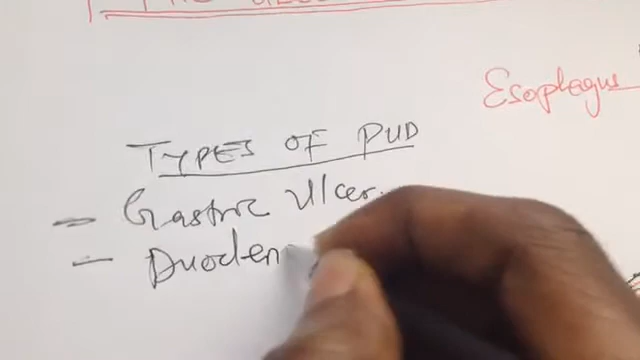 Esophagus
TYPES OF PUD
- Gastric Ulcer.
- Duoden